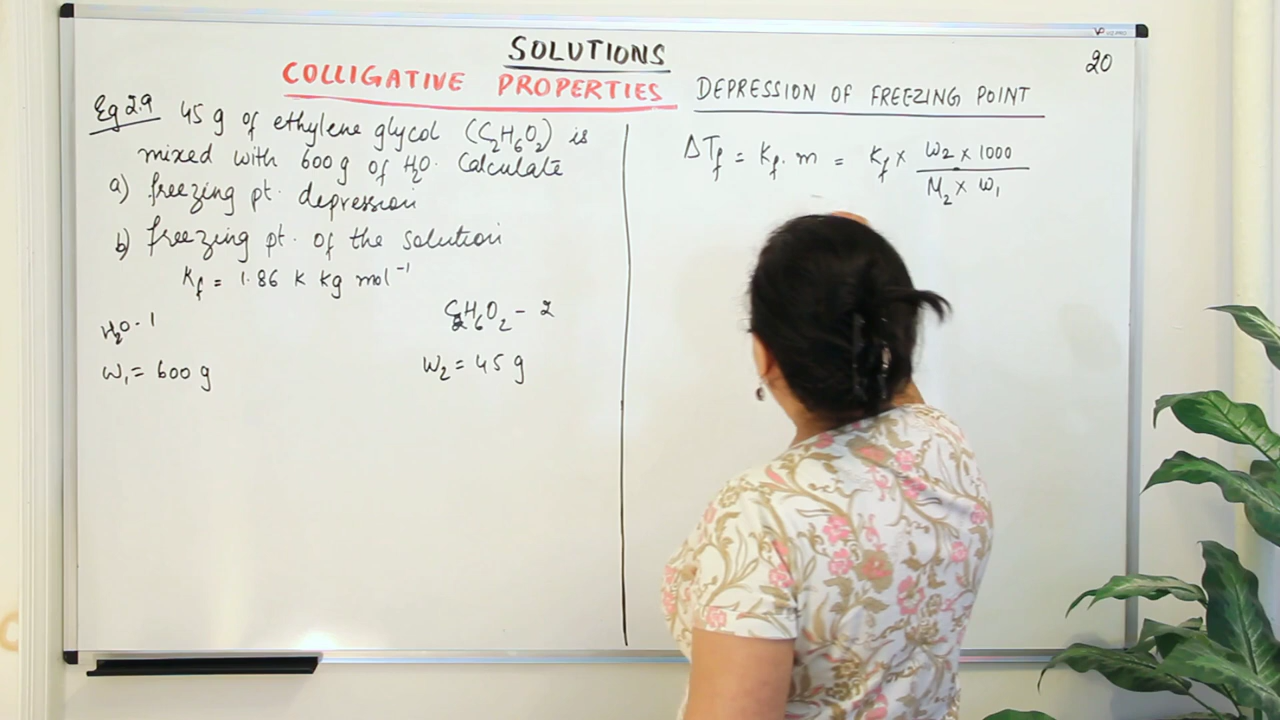 SOLUTIONS
20
COLLIGATIVE PROPERTIES DEPRESSION OF FREEZING POINT
Eg 2.9 45 g of ethylene glycol (C₂H₆O₂) is
mixed with 600 g of H₂O. Calculate
a) freezing pt. depression
b) freezing pt. of the solution
Kf = 1.86 K Kg mol⁻¹
H₂O - 1
C₂H₆O₂ - 2
W₁ = 600 g
W₂ = 45 g
ΔTf = Kf . m = Kf × W₂ × 1000
M₂ × W₁